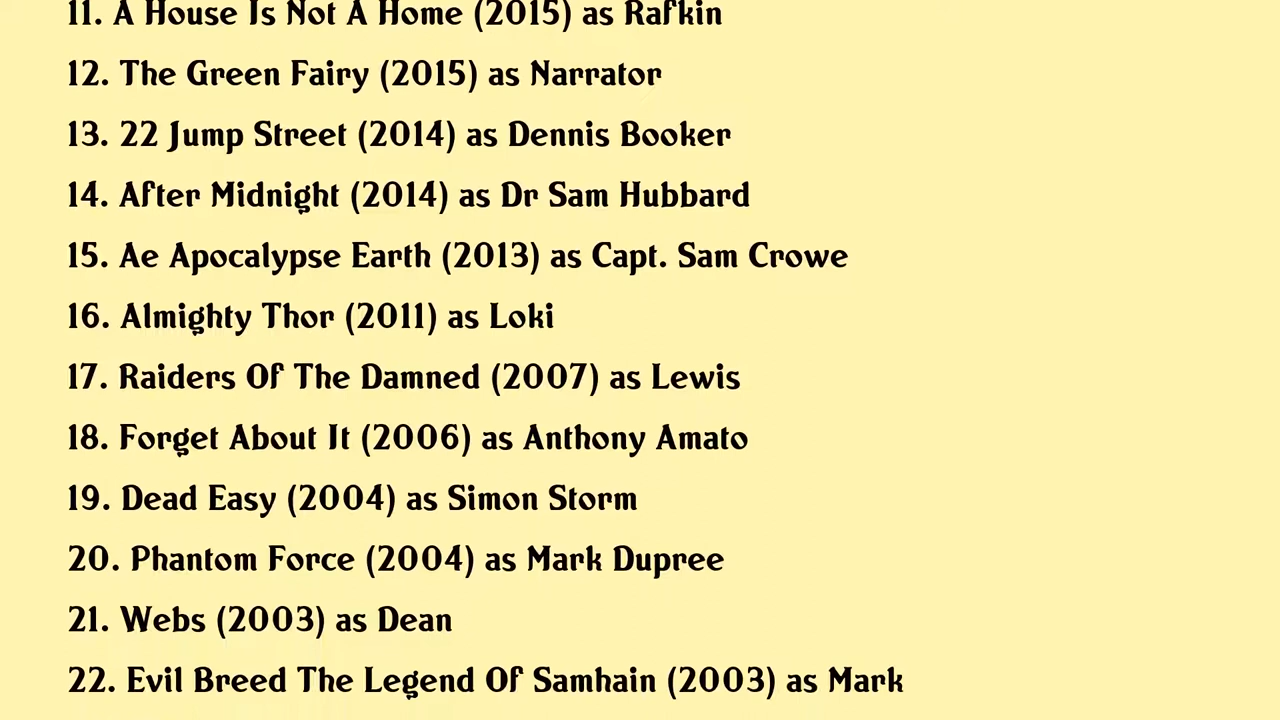 11. A House Is Not A Home (2015) as Rafkin
12. The Green Fairy (2015) as Narrator
13. 22 Jump Street (2014) as Dennis Booker
14. After Midnight (2014) as Dr Sam Hubbard
15. Ae Apocalypse Earth (2013) as Capt. Sam Crowe
16. Almighty Thor (2011) as Loki
17. Raiders Of The Damned (2007) as Lewis
18. Forget About It (2006) as Anthony Amato
19. Dead Easy (2004) as Simon Storm
20. Phantom Force (2004) as Mark Dupree
21. Webs (2003) as Dean
22. Evil Breed The Legend Of Samhain (2003) as Mark